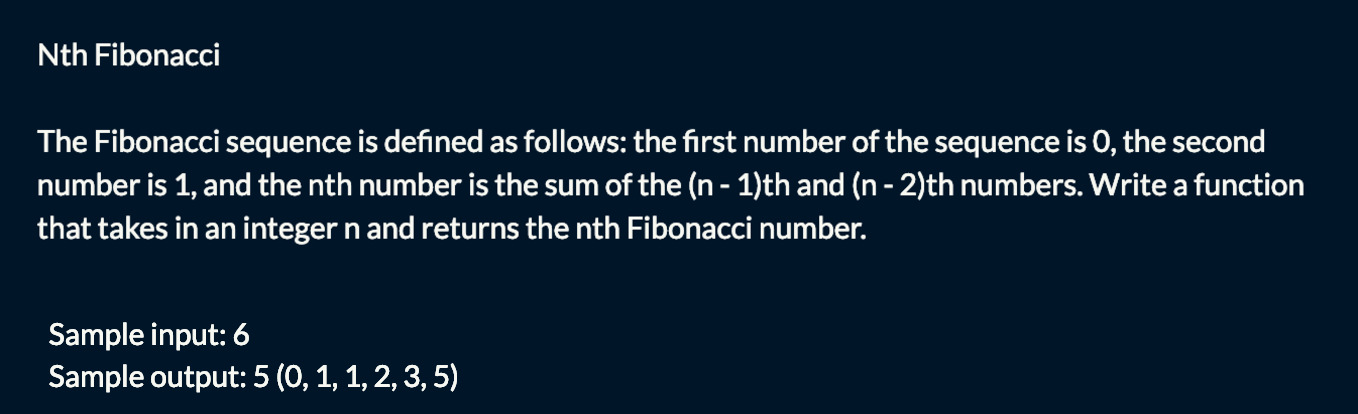 Nth Fibonacci
The Fibonacci sequence is defined as follows: the first number of the sequence is 0, the second
number is 1, and the nth number is the sum of the (n - 1)th and (n - 2)th numbers. Write a function
that takes in an integer n and returns the nth Fibonacci number.
Sample input: 6
Sample output: 5 (0, 1, 1, 2, 3, 5)